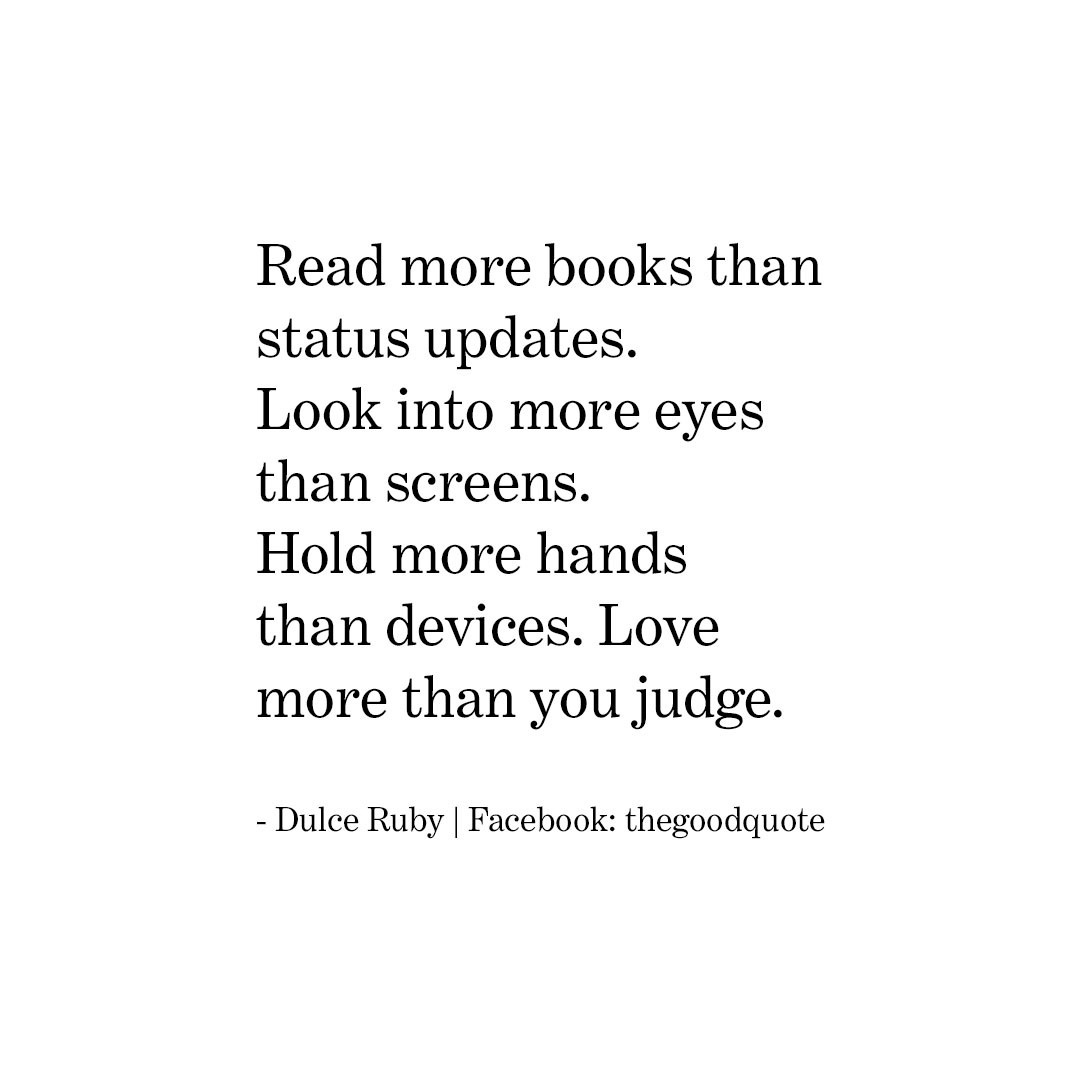 Read more books than
status updates.
Look into more eyes
than screens.
Hold more hands
than devices. Love
more than you judge.
- Dulce Ruby | Facebook: thegoodquote